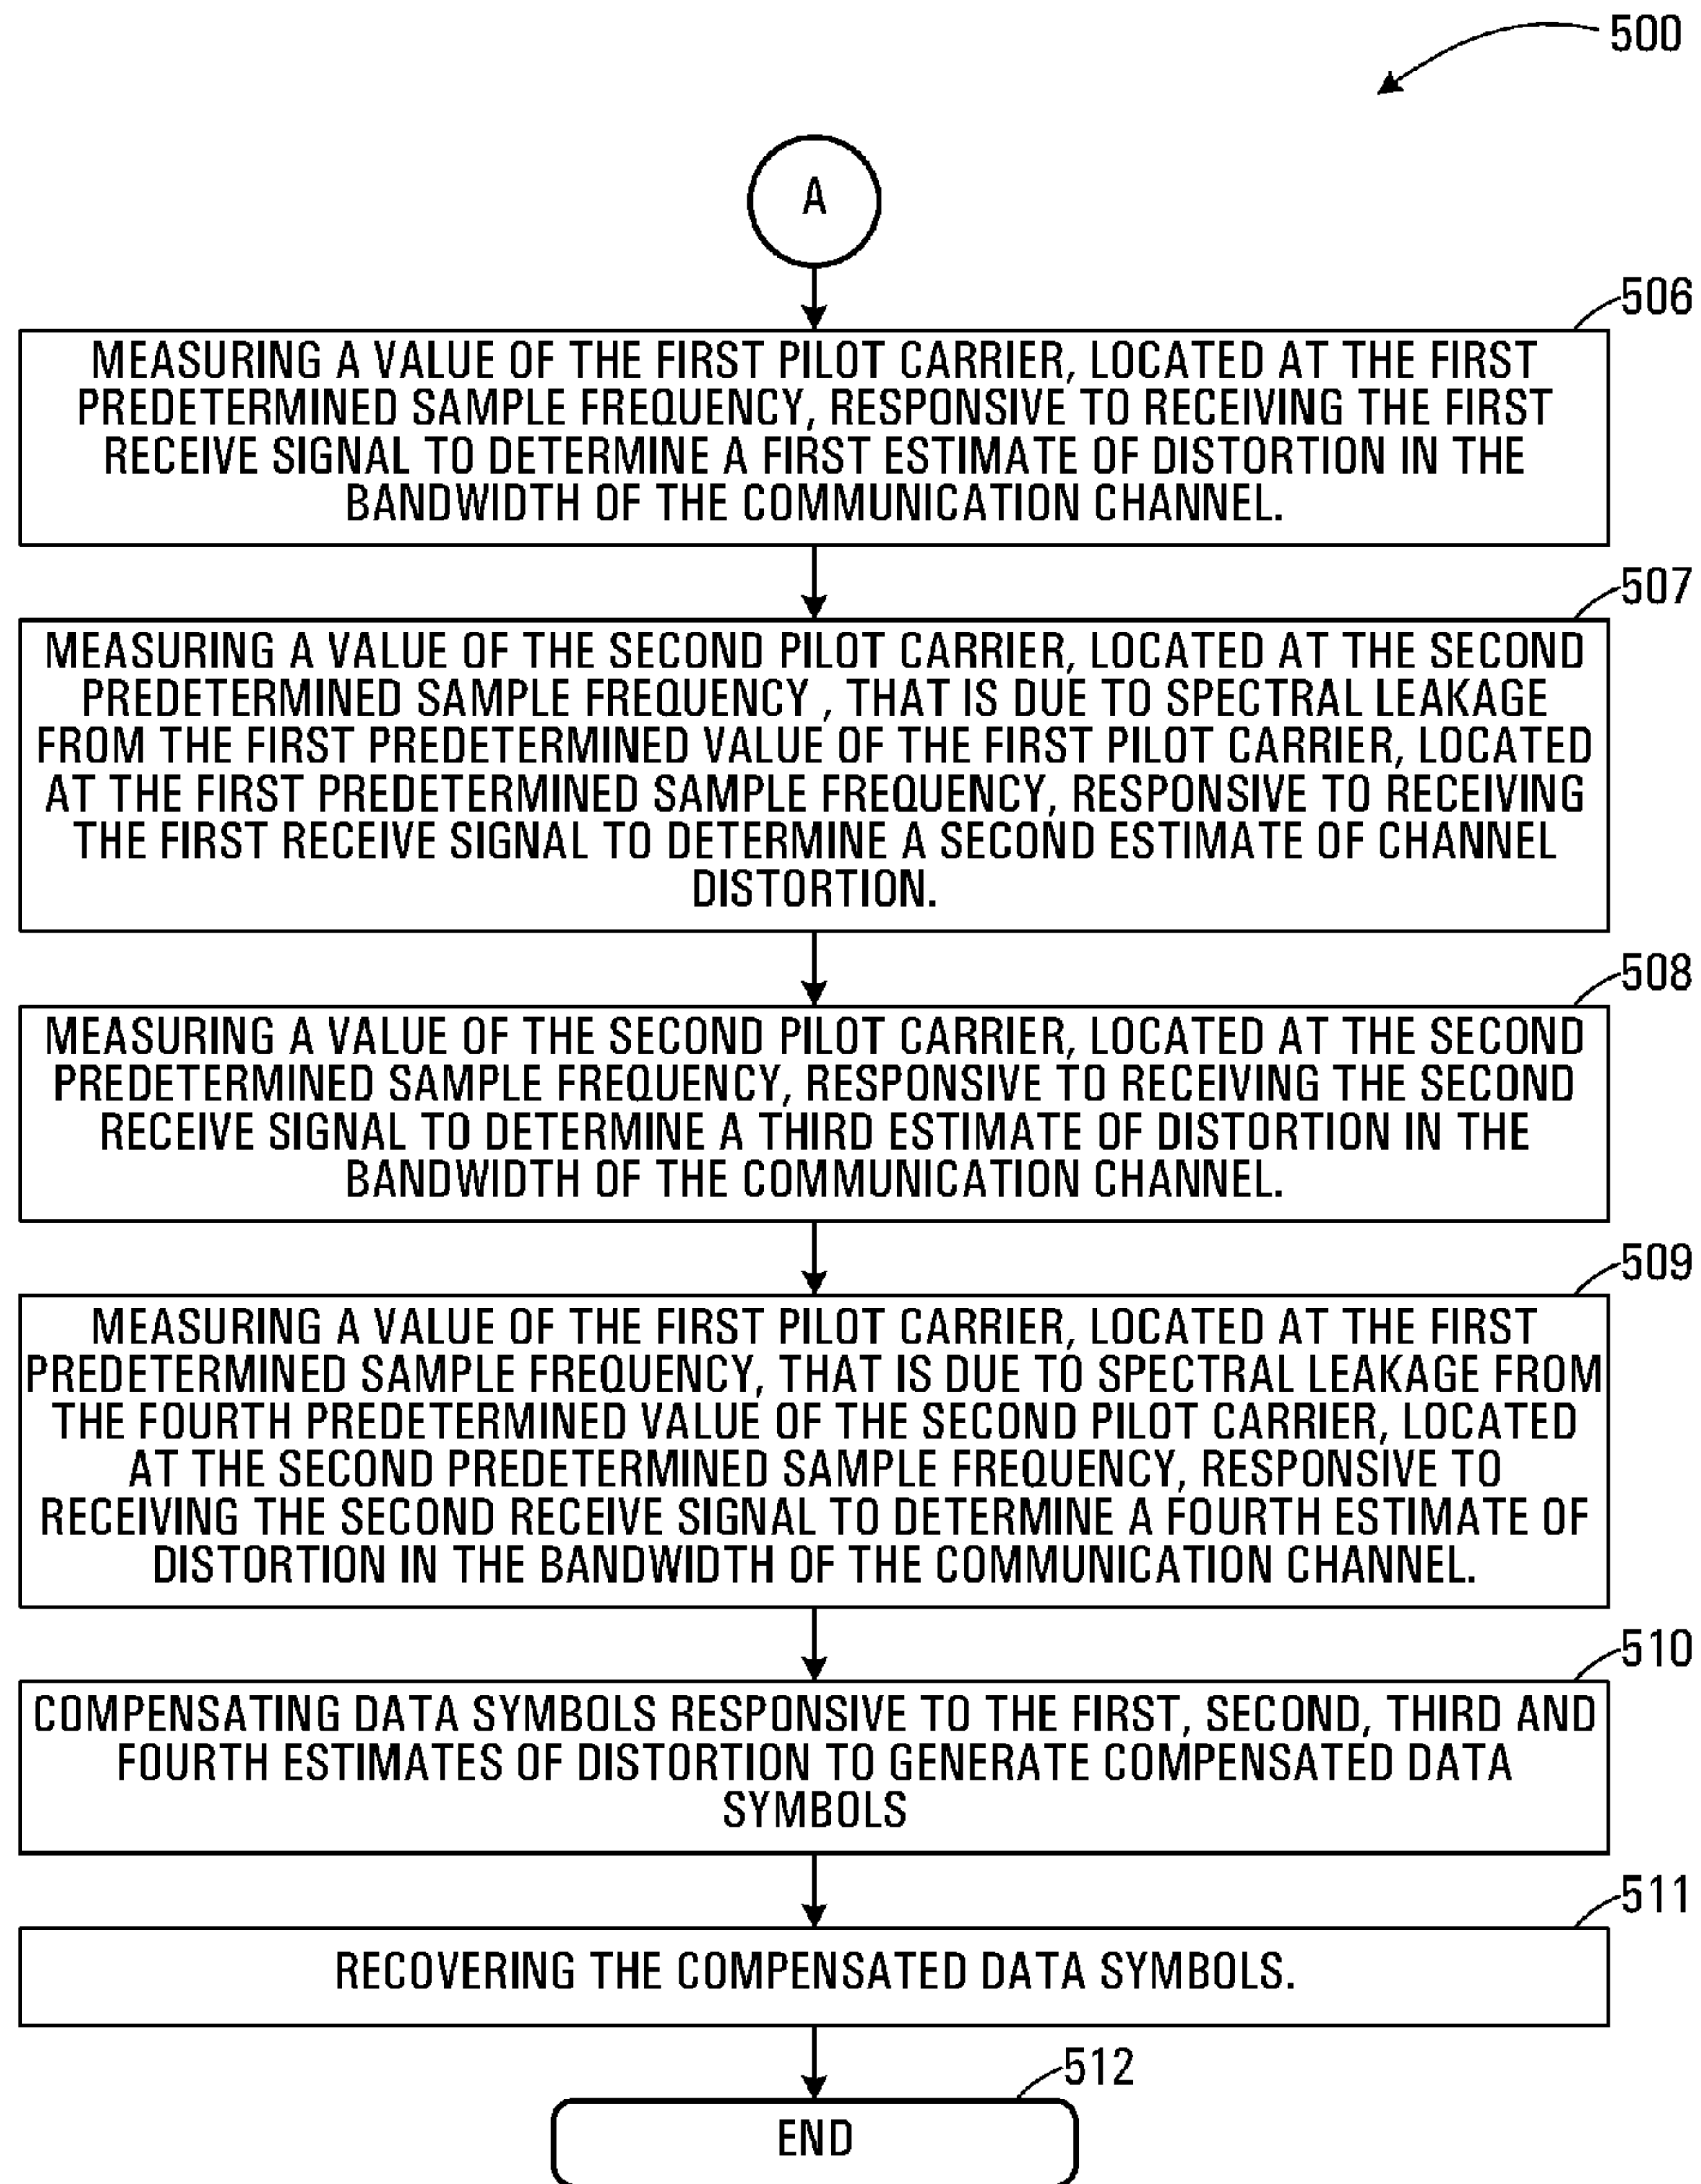 500
A
506
MEASURING A VALUE OF THE FIRST PILOT CARRIER, LOCATED AT THE FIRST
PREDETERMINED SAMPLE FREQUENCY, RESPONSIVE TO RECEIVING THE FIRST
RECEIVE SIGNAL TO DETERMINE A FIRST ESTIMATE OF DISTORTION IN THE
BANDWIDTH OF THE COMMUNICATION CHANNEL.
507
MEASURING A VALUE OF THE SECOND PILOT CARRIER, LOCATED AT THE SECOND
PREDETERMINED SAMPLE FREQUENCY , THAT IS DUE TO SPECTRAL LEAKAGE
FROM THE FIRST PREDETERMINED VALUE OF THE FIRST PILOT CARRIER, LOCATED
AT THE FIRST PREDETERMINED SAMPLE FREQUENCY, RESPONSIVE TO RECEIVING
THE FIRST RECEIVE SIGNAL TO DETERMINE A SECOND ESTIMATE OF CHANNEL
DISTORTION.
508
MEASURING A VALUE OF THE SECOND PILOT CARRIER, LOCATED AT THE SECOND
PREDETERMINED SAMPLE FREQUENCY, RESPONSIVE TO RECEIVING THE SECOND
RECEIVE SIGNAL TO DETERMINE A THIRD ESTIMATE OF DISTORTION IN THE
BANDWIDTH OF THE COMMUNICATION CHANNEL.
509
MEASURING A VALUE OF THE FIRST PILOT CARRIER, LOCATED AT THE FIRST
PREDETERMINED SAMPLE FREQUENCY, THAT IS DUE TO SPECTRAL LEAKAGE FROM
THE FOURTH PREDETERMINED VALUE OF THE SECOND PILOT CARRIER, LOCATED
AT THE SECOND PREDETERMINED SAMPLE FREQUENCY, RESPONSIVE TO
RECEIVING THE SECOND RECEIVE SIGNAL TO DETERMINE A FOURTH ESTIMATE OF
DISTORTION IN THE BANDWIDTH OF THE COMMUNICATION CHANNEL.
510
COMPENSATING DATA SYMBOLS RESPONSIVE TO THE FIRST, SECOND, THIRD AND
FOURTH ESTIMATES OF DISTORTION TO GENERATE COMPENSATED DATA
SYMBOLS
511
RECOVERING THE COMPENSATED DATA SYMBOLS.
512
END